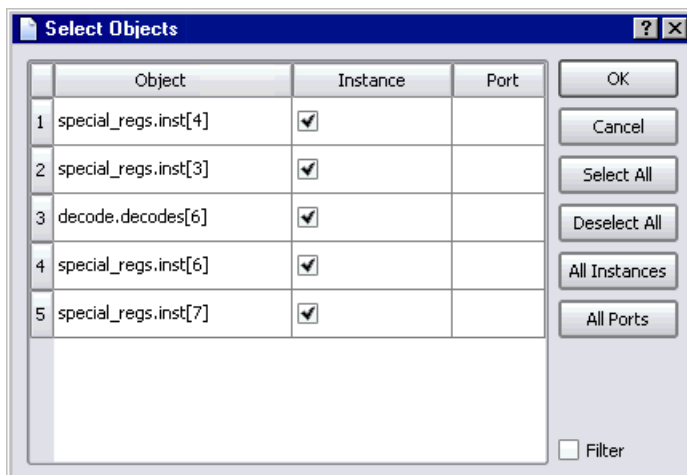 Select Objects
Object Instance Port
1 special_regs.inst[4]
2 special_regs.inst[3]
3 decode.decodes[6]
4 special_regs.inst[6]
5 special_regs.inst[7]
OK
Cancel
Select All
Deselect All
All Instances
All Ports
Filter